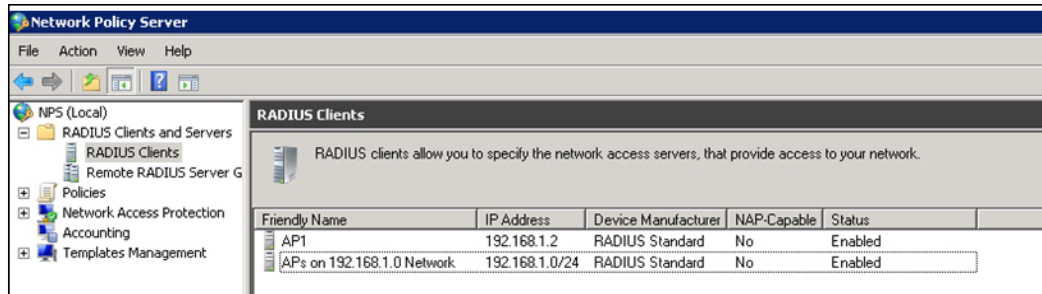 Network Policy Server
File Action View Help
NPS (Local)
RADIUS Clients and Servers
RADIUS Clients
Remote RADIUS Server G
Policies
Network Access Protection
Accounting
Templates Management
RADIUS Clients
RADIUS clients allow you to specify the network access servers, that provide access to your network.
Friendly Name IP Address Device Manufacturer NAP-Capable Status
AP1 192.168.1.2 RADIUS Standard No Enabled
APs on 192.168.1.0 Network 192.168.1.0/24 RADIUS Standard No Enabled